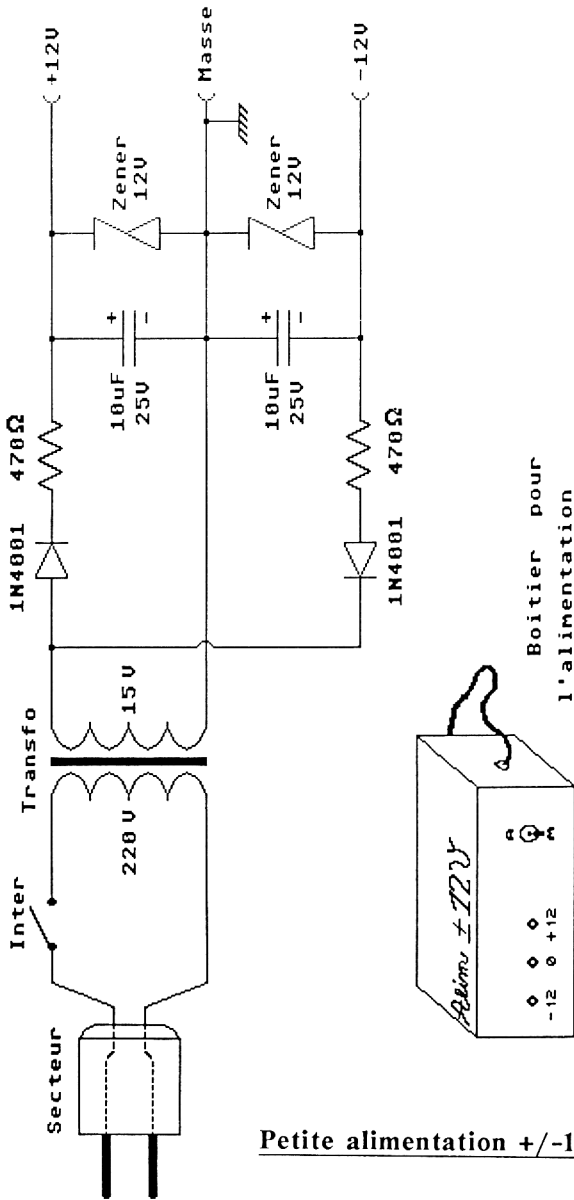 Secteur
Inter
Transfo
220V
15V
1N4001
470Ω
10uF
25V
+
-
Zener
12V
+12V
Masse
10uF
25V
+
-
Zener
12V
1N4001
470Ω
-12V
Alim ±12V
-12 0 +12
A
M
Boitier pour
l'alimentation
Petite alimentation +/-1